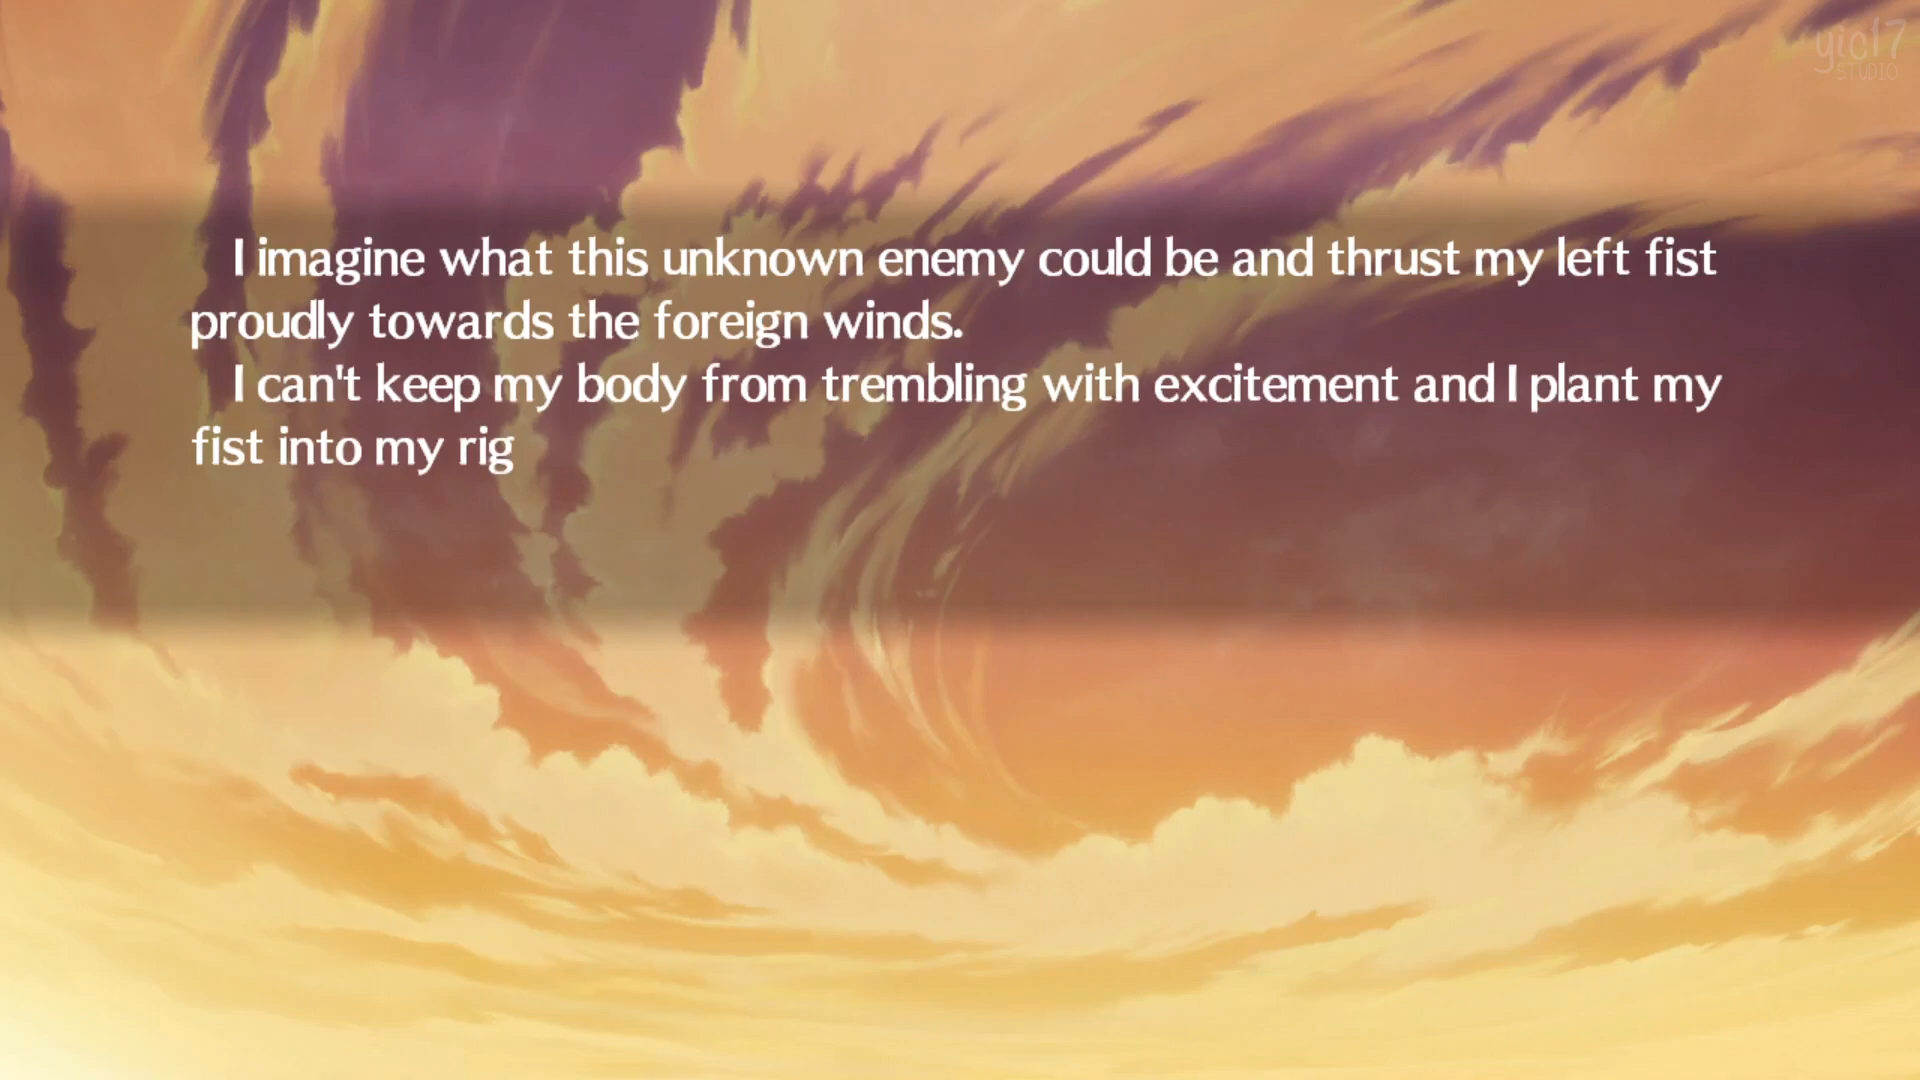 yic17
STUDIO
I imagine what this unknown enemy could be and thrust my left fist
proudly towards the foreign winds.
I can't keep my body from trembling with excitement and I plant my
fist into my rig